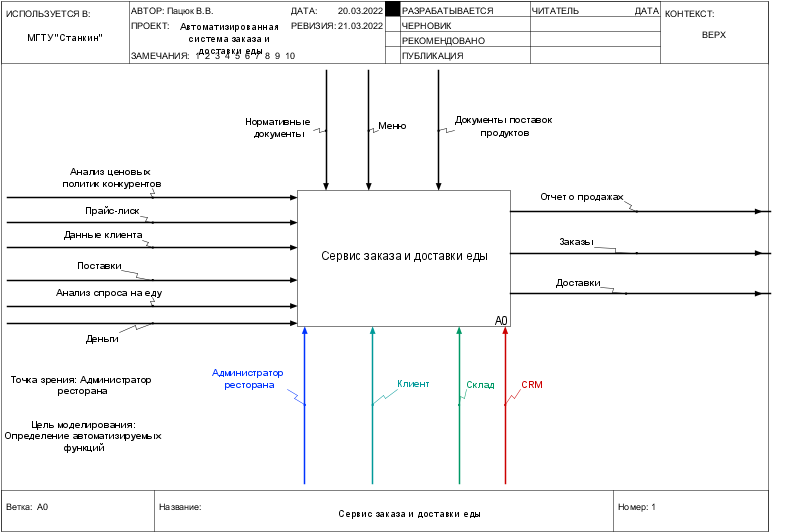 ИСПОЛЬЗУЕТСЯ В:
МГТУ"Станкин"
АВТОР: Пацюк В.В.
ДАТА: 20.03.2022
ПРОЕКТ: Автоматизированная
система заказа и
доставки еды
РЕВИЗИЯ: 21.03.2022
ЗАМЕЧАНИЯ: 1 2 3 4 5 6 7 8 9 10
РАЗРАБАТЫВАЕТСЯ
ЧЕРНОВИК
РЕКОМЕНДОВАНО
ПУБЛИКАЦИЯ
ЧИТАТЕЛЬ ДАТА
КОНТЕКСТ:
ВЕРХ
Нормативные
документы
Меню
Документы поставок
продуктов
Анализ ценовых
политик конкурентов
Прайс-лиск
Данные клиента
Поставки
Анализ спроса на еду
Деньги
Сервис заказа и доставки еды
A0
Отчет о продажах
Заказы
Доставки
Администратор
ресторана
Клиент
Склад
CRM
Точка зрения: Администратор
ресторана
Цель моделирования:
Определение автоматизируемых
функций
Ветка: A0
Название:
Сервис заказа и доставки еды
Номер: 1